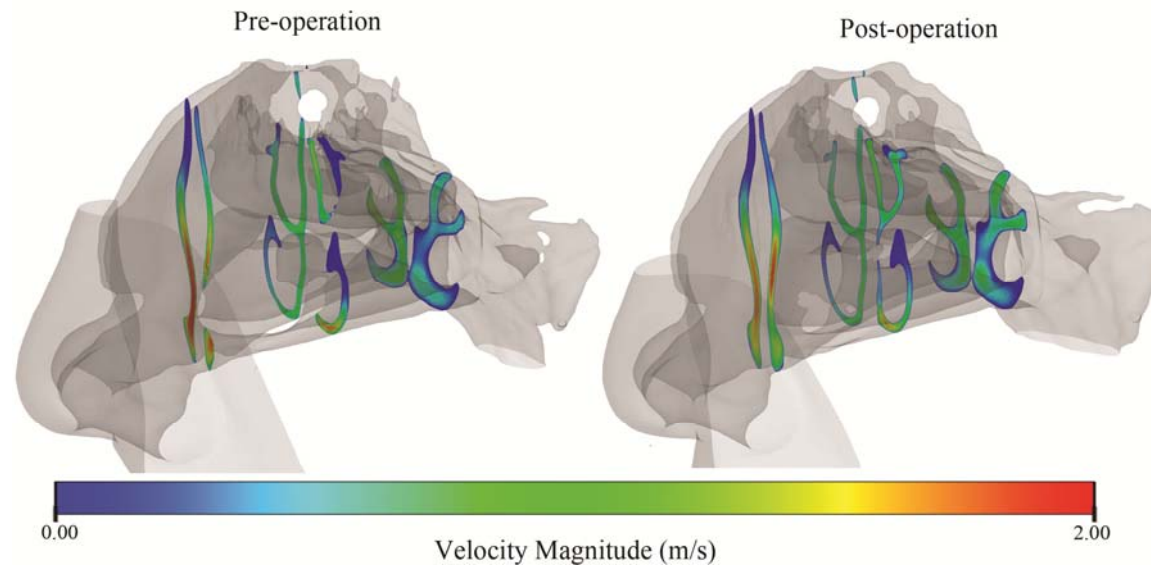 Pre-operation
Post-operation
0.00
2.00
Velocity Magnitude (m/s)